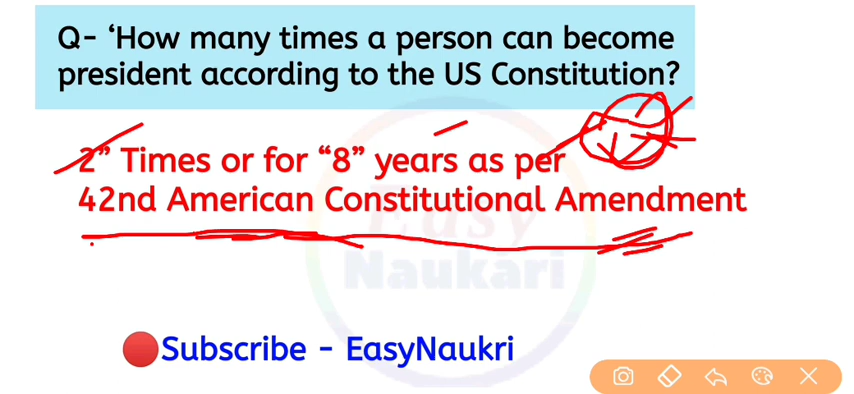 Q- ‘How many times a person can become
president according to the US Constitution?
2” Times or for “8” years as per
42nd American Constitutional Amendment
Easy
Naukari
Subscribe - EasyNaukri